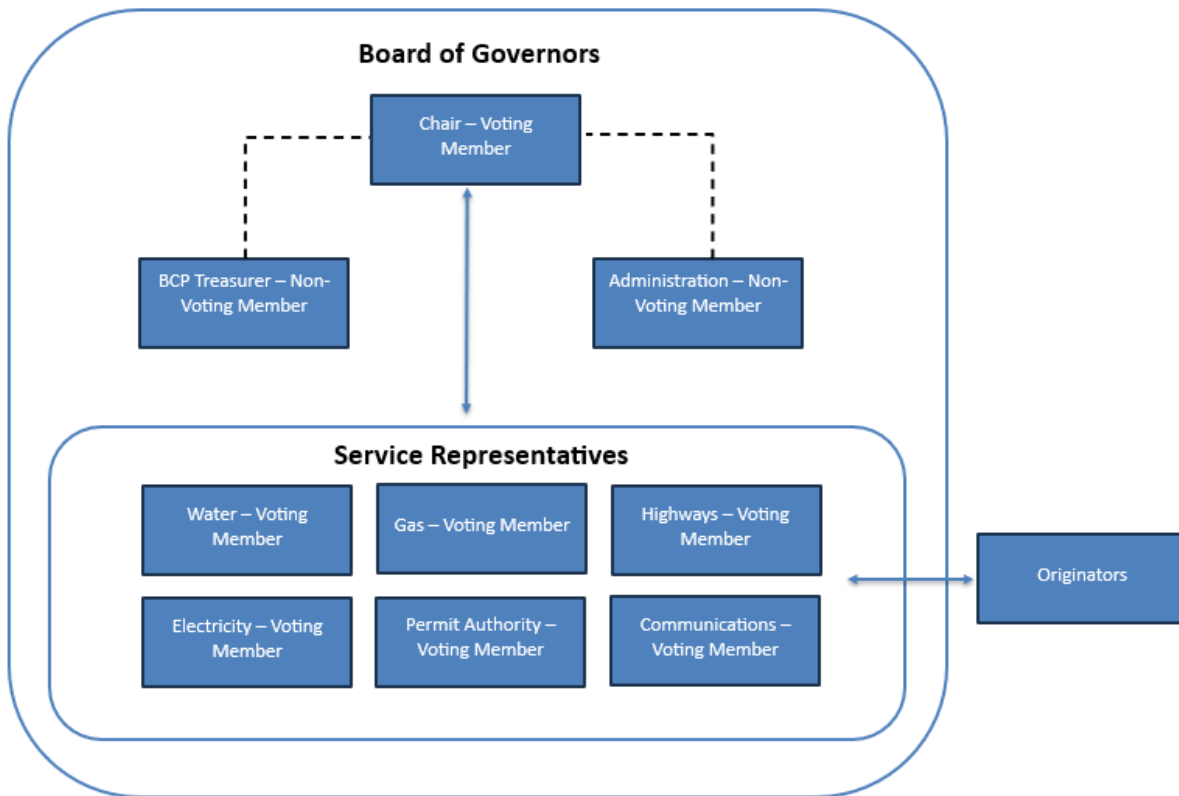 Board of Governors
Chair – Voting
Member
BCP Treasurer – Non-
Voting Member
Administration – Non-
Voting Member
Service Representatives
Water – Voting
Member
Gas – Voting Member
Highways – Voting
Member
Originators
Electricity – Voting
Member
Permit Authority –
Voting Member
Communications –
Voting Member